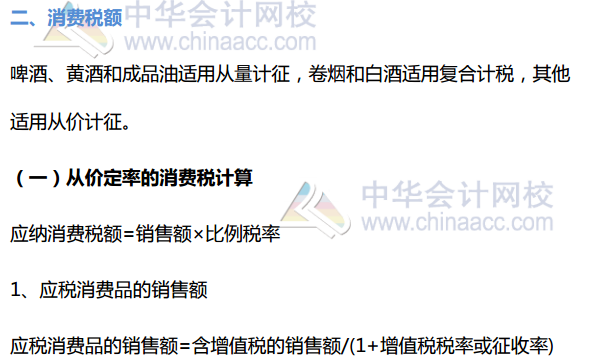 二、消费税额
中华会计网校
www.chinaacc.com
啤酒、黄酒和成品油适用从量计征，卷烟和白酒适用复合计税，其他
适用从价计征。
（一）从价定率的消费税计算
中华会计网校
www.chinaacc.com
应纳消费税额=销售额×比例税率
1、应税消费品的销售额
应税消费品的销售额=含增值税的销售额/(1+增值税税率或征收率)